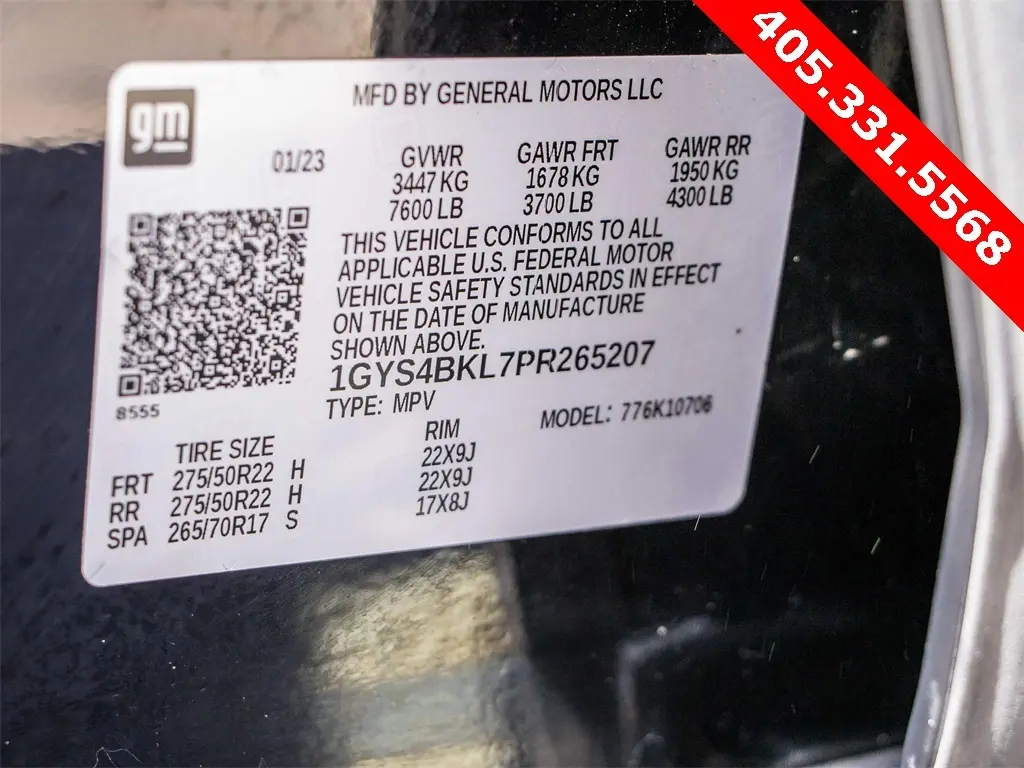 405.331.5568
MFD BY GENERAL MOTORS LLC
gm
01/23
GVWR
3447 KG
7600 LB
GAWR FRT
1678 KG
3700 LB
GAWR RR
1950 KG
4300 LB
THIS VEHICLE CONFORMS TO ALL
APPLICABLE U.S. FEDERAL MOTOR
VEHICLE SAFETY STANDARDS IN EFFECT
ON THE DATE OF MANUFACTURE
SHOWN ABOVE.
1GYS4BKL7PR265207
8555
TYPE: MPV
MODEL: 776K10706
TIRE SIZE
RIM
FRT 275/50R22 H 22X9J
RR 275/50R22 H 22X9J
SPA 265/70R17 S 17X8J